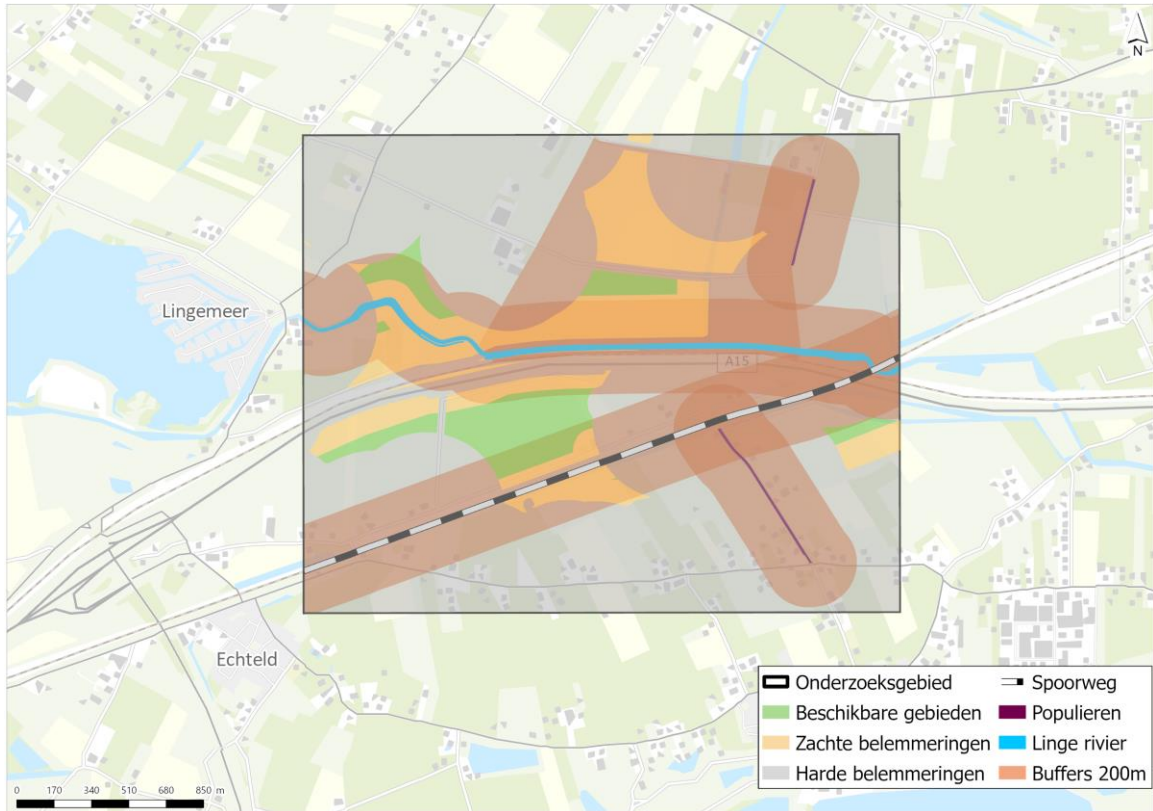 N
Lingemeer
A15
Echteld
Onderzoeksgebied
Beschikbare gebieden
Zachte belemmeringen
Harde belemmeringen
Spoorweg
Populieren
Linge rivier
Buffers 200m
0 170 340 510 680 850 m